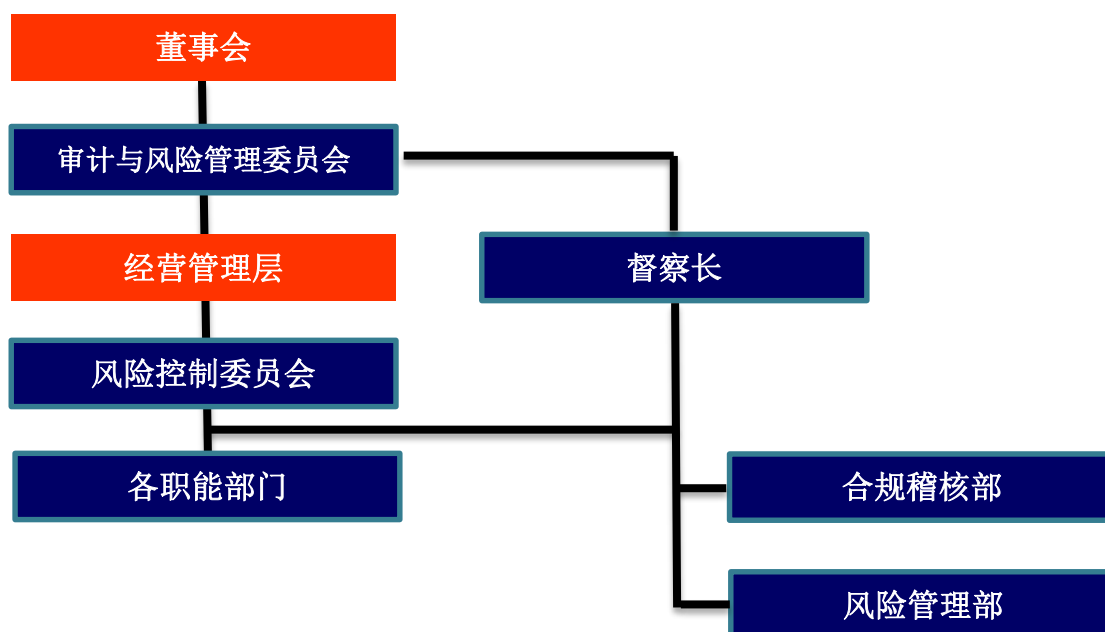 董事会
审计与风险管理委员会
经营管理层
督察长
风险控制委员会
各职能部门
合规稽核部
风险管理部